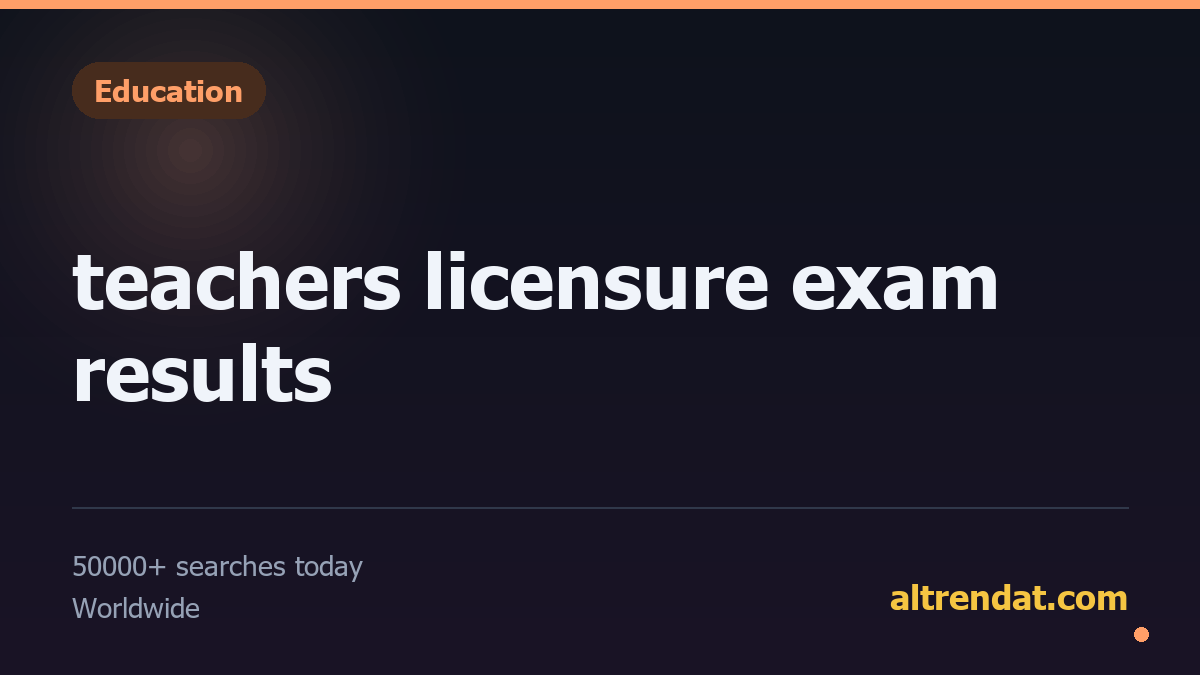 Education
teachers licensure exam
results
50000+ searches today
Worldwide
altrendat.com